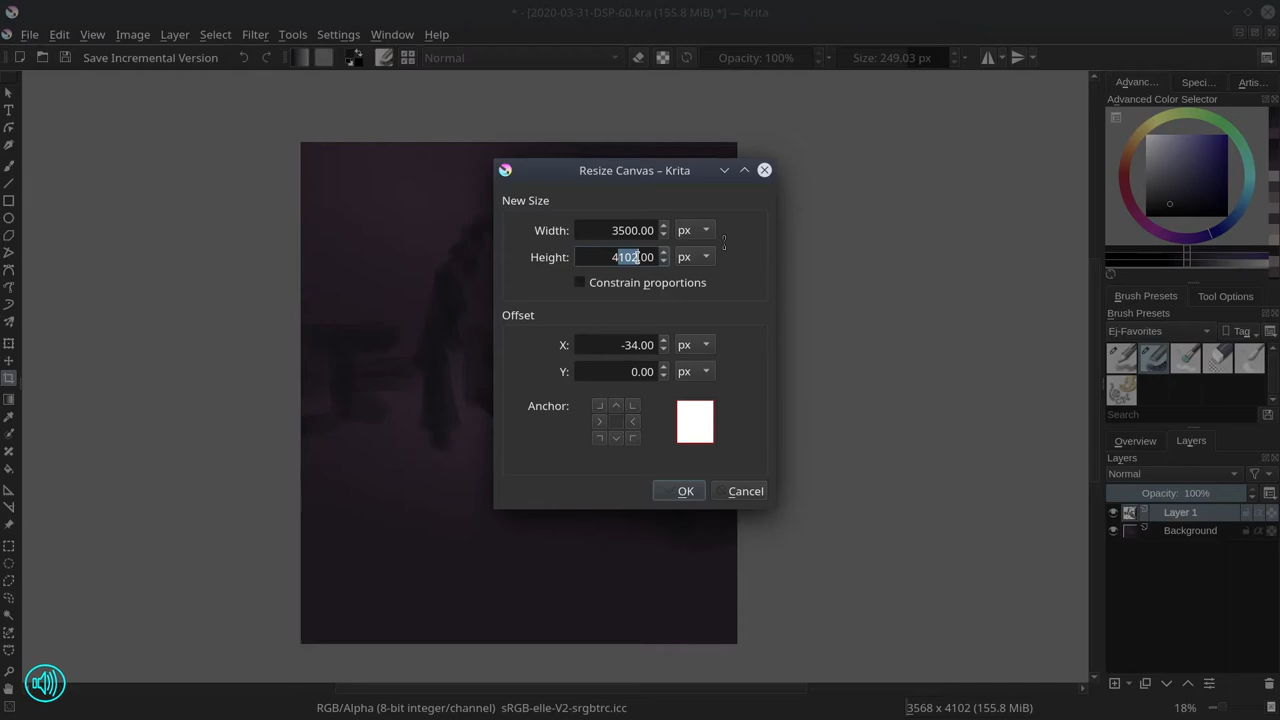 * - [2020-03-31-DSP-60.kra (155.8 MiB) *] — Krita
File Edit View Image Layer Select Filter Tools Settings Window Help
Save Incremental Version Normal Opacity: 100% Size: 249.03 px
Advanc... Speci... Artis...
Advanced Color Selector
Resize Canvas – Krita
New Size
Width: 3500.00 px
Height: 4102.00 px
Constrain proportions
Offset
X: -34.00 px
Y: 0.00 px
Anchor:
OK Cancel
Brush Presets Tool Options
Brush Presets
Ej-Favorites Tag
Search
Overview Layers
Layers
Normal
Opacity: 100%
Layer 1
Background
RGB/Alpha (8-bit integer/channel) sRGB-elle-V2-srgbtrc.icc 3568 x 4102 (155.8 MiB) 18%